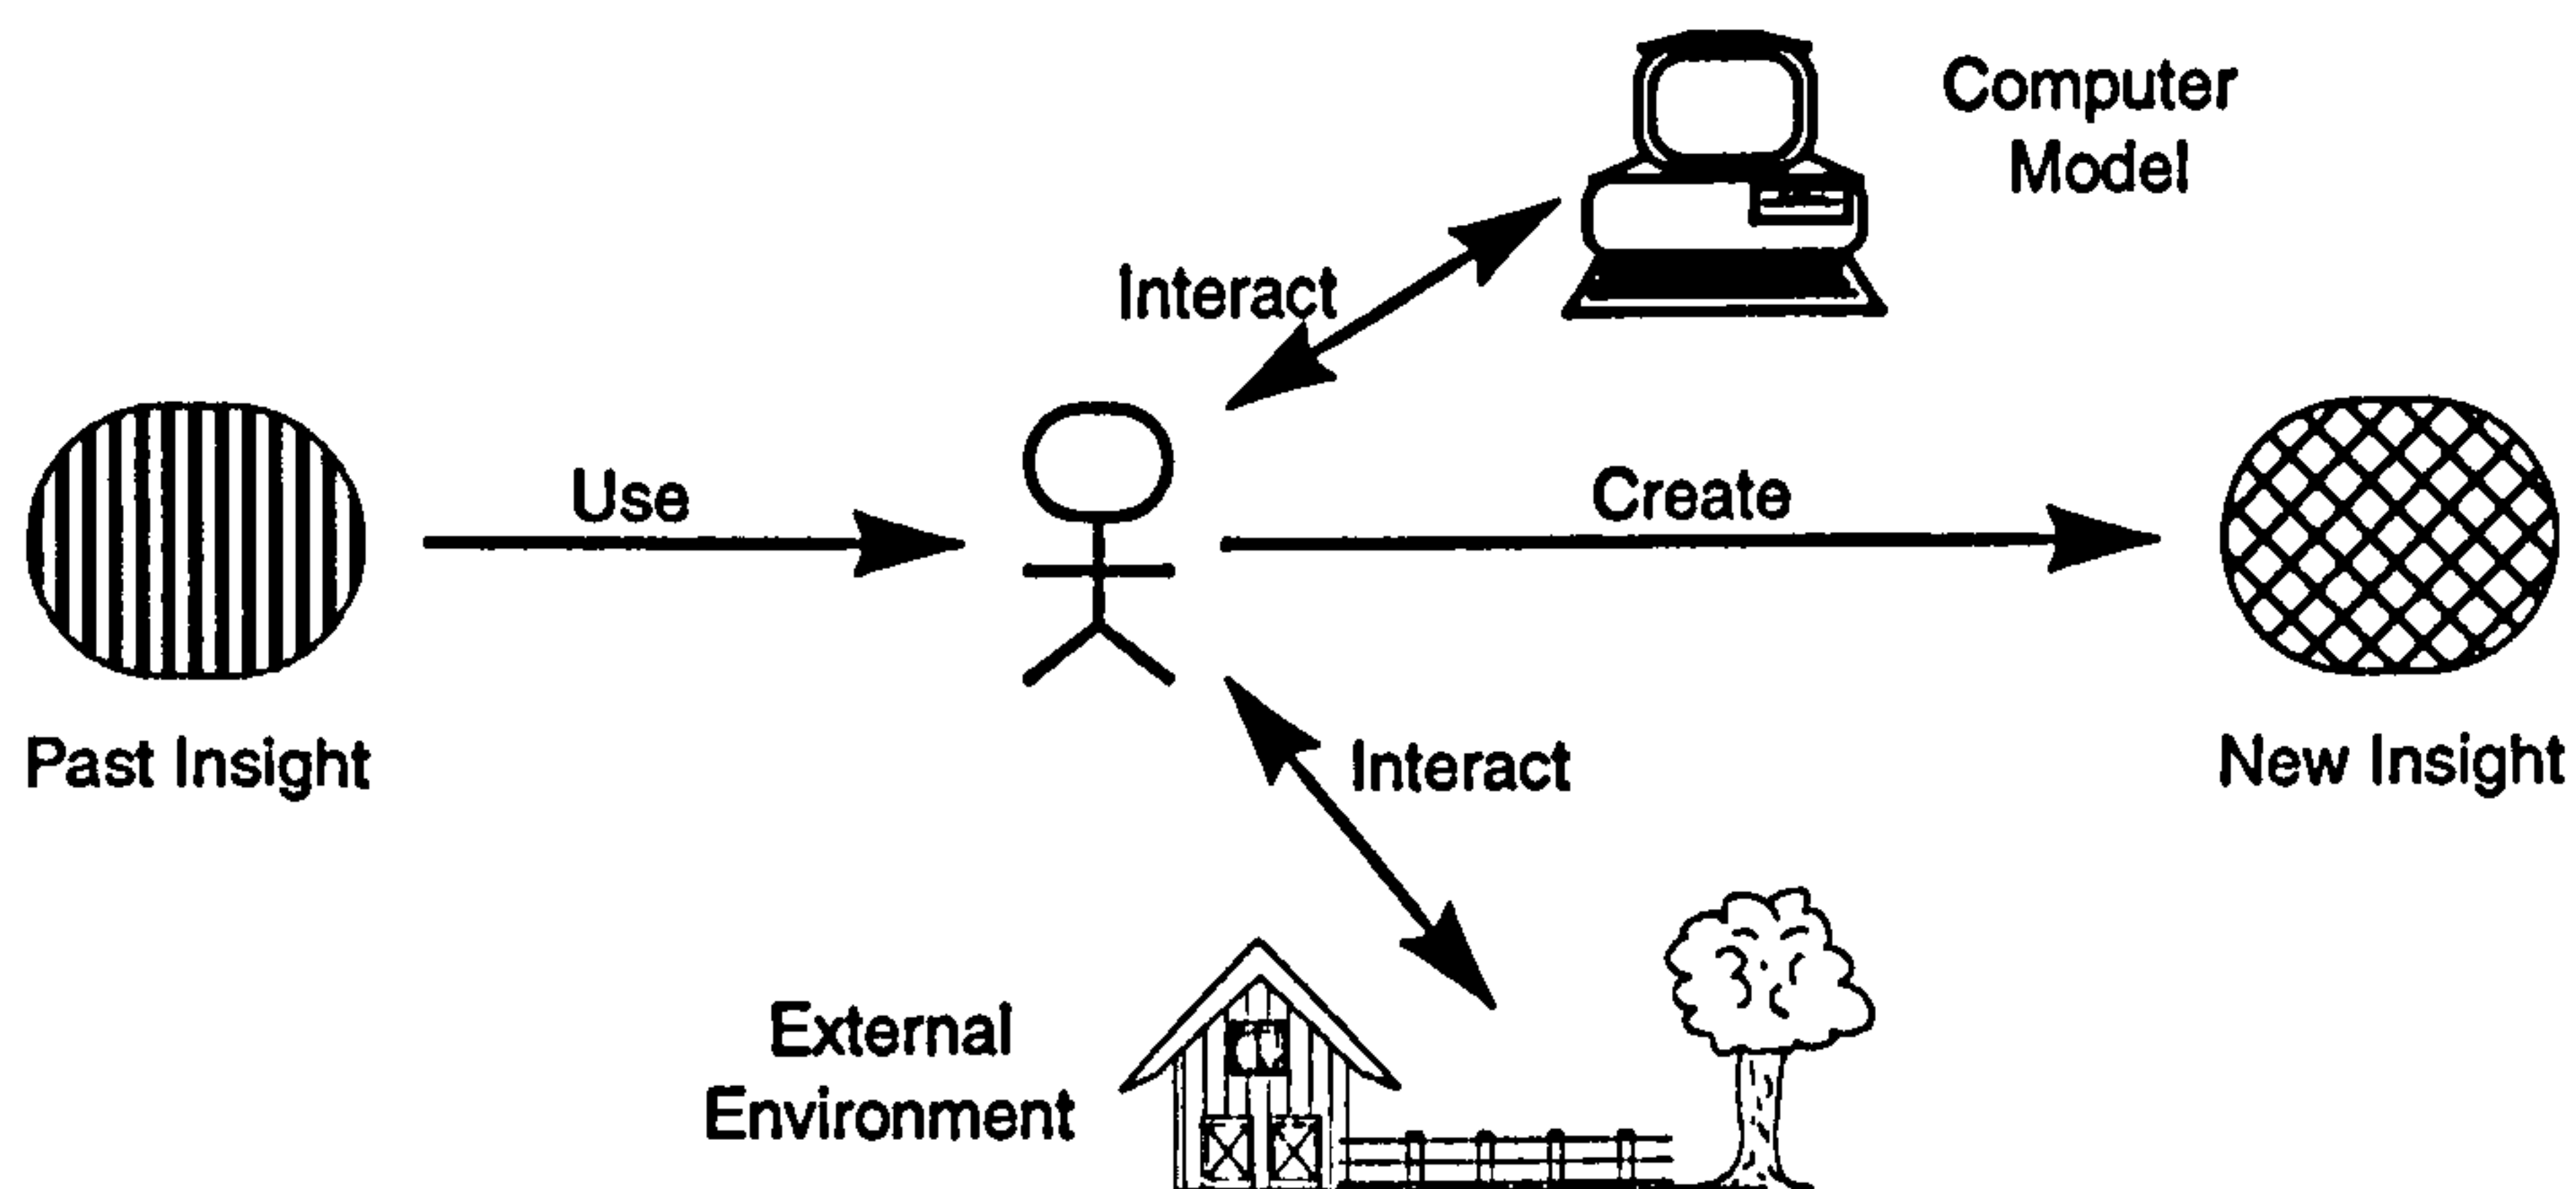 Computer
Model
Interact
Use
Create
Past Insight
New Insight
Interact
External
Environment